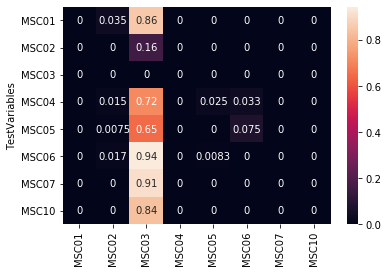 MSC01 0 0.035 0.86 0 0 0 0 0
MSC02 0 0 0.16 0 0 0 0 0
MSC03 0 0 0 0 0 0 0 0
MSC04 0 0.015 0.72 0 0.025 0.033 0 0
MSC05 0 0.0075 0.65 0 0 0.075 0 0
MSC06 0 0.017 0.94 0 0.0083 0 0 0
MSC07 0 0 0.91 0 0 0 0 0
MSC10 0 0 0.84 0 0 0 0 0
TestVariables
MSC01 MSC02 MSC03 MSC04 MSC05 MSC06 MSC07 MSC10
0.8
0.6
0.4
0.2
0.0